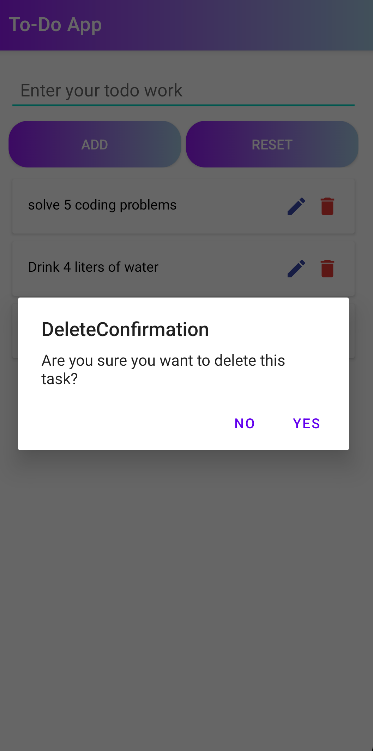 To-Do App
Enter your todo work
ADD
RESET
solve 5 coding problems
Drink 4 liters of water
DeleteConfirmation
Are you sure you want to delete this
task?
NO
YES